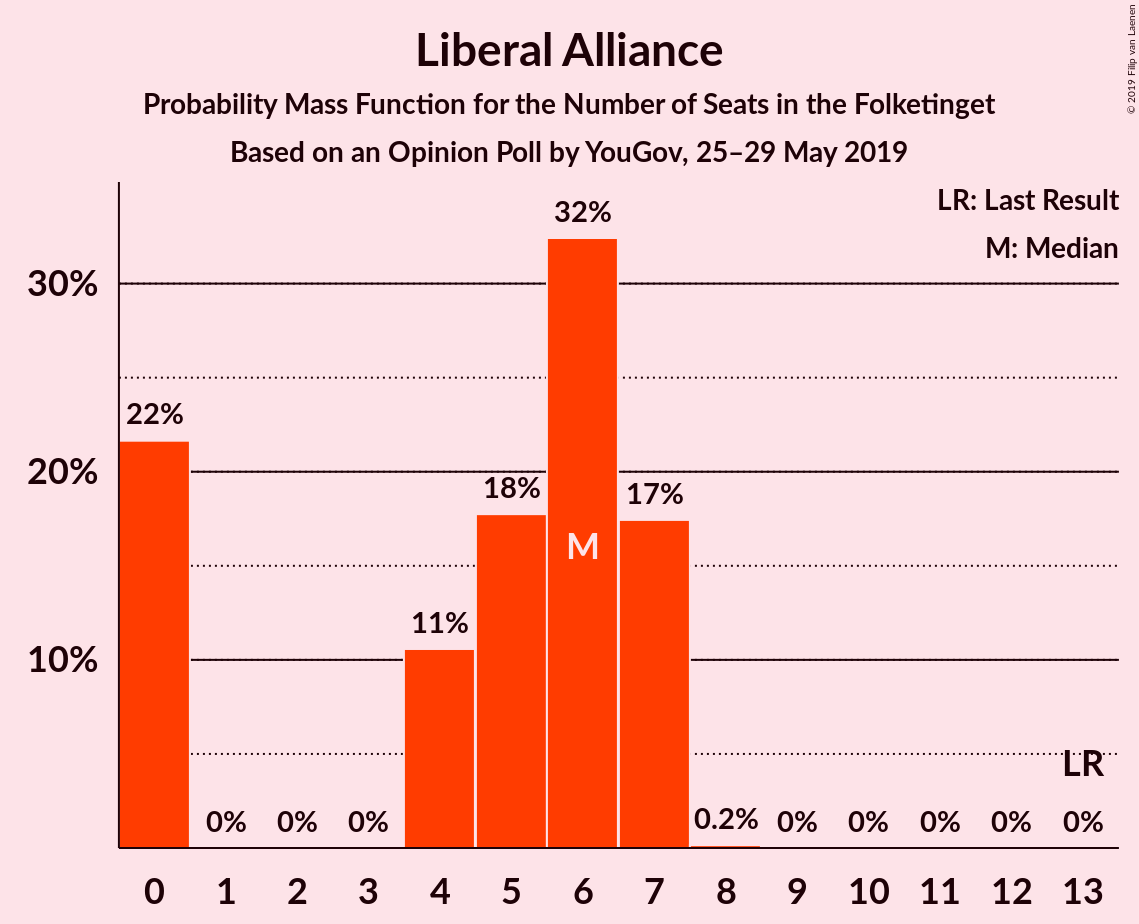 Liberal Alliance
Probability Mass Function for the Number of Seats in the Folketinget
Based on an Opinion Poll by YouGov, 25–29 May 2019
© 2019 Filip van Laenen
LR: Last Result
M: Median
30%
20%
10%
22%
0%
0%
0%
11%
18%
32%
M
17%
0.2%
0%
0%
0%
0%
LR
0%
0 1 2 3 4 5 6 7 8 9 10 11 12 13